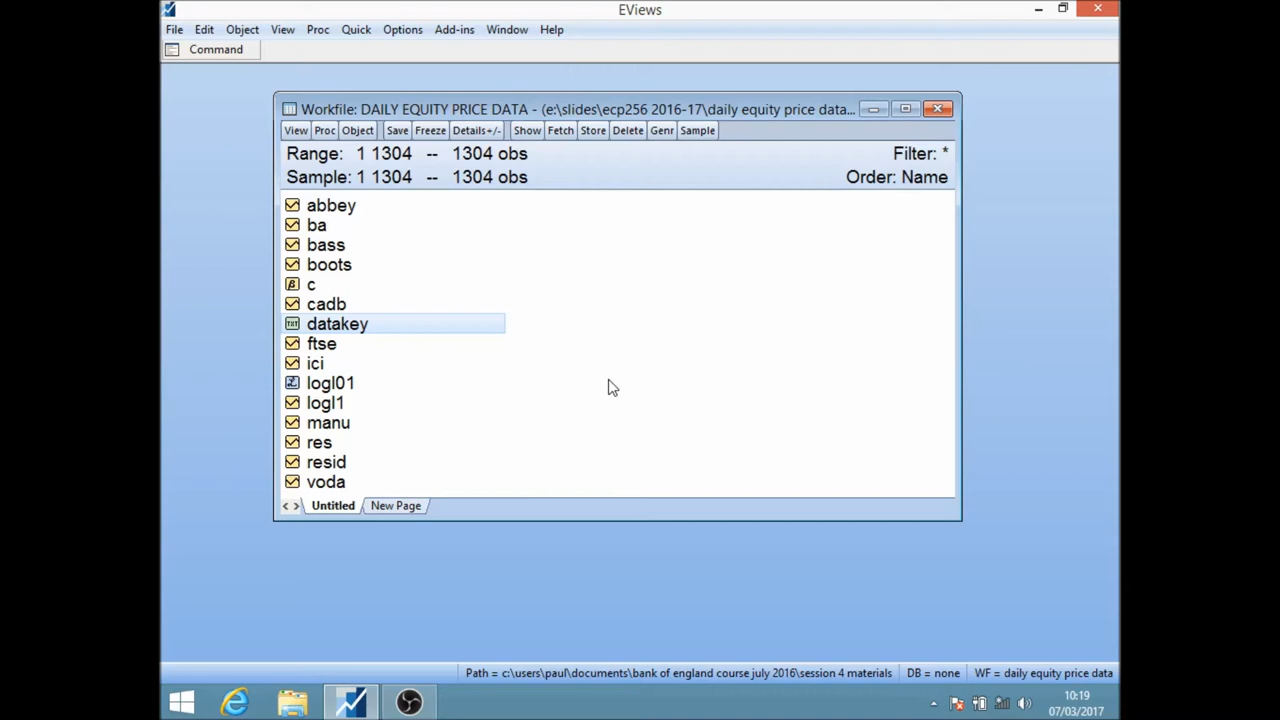 EViews
File Edit Object View Proc Quick Options Add-ins Window Help
Command
Workfile: DAILY EQUITY PRICE DATA - (e:\slides\ecp256 2016-17\daily equity price data...
View Proc Object Save Freeze Details+/- Show Fetch Store Delete Genr Sample
Range: 1 1304 -- 1304 obs Filter: *
Sample: 1 1304 -- 1304 obs Order: Name
abbey
ba
bass
boots
β c
cadb
TXT datakey
ftse
ici
logl01
logl1
manu
res
resid
voda
< > Untitled New Page
Path = c:\users\paul\documents\bank of england course july 2016\session 4 materials DB = none WF = daily equity price data
10:19
07/03/2017